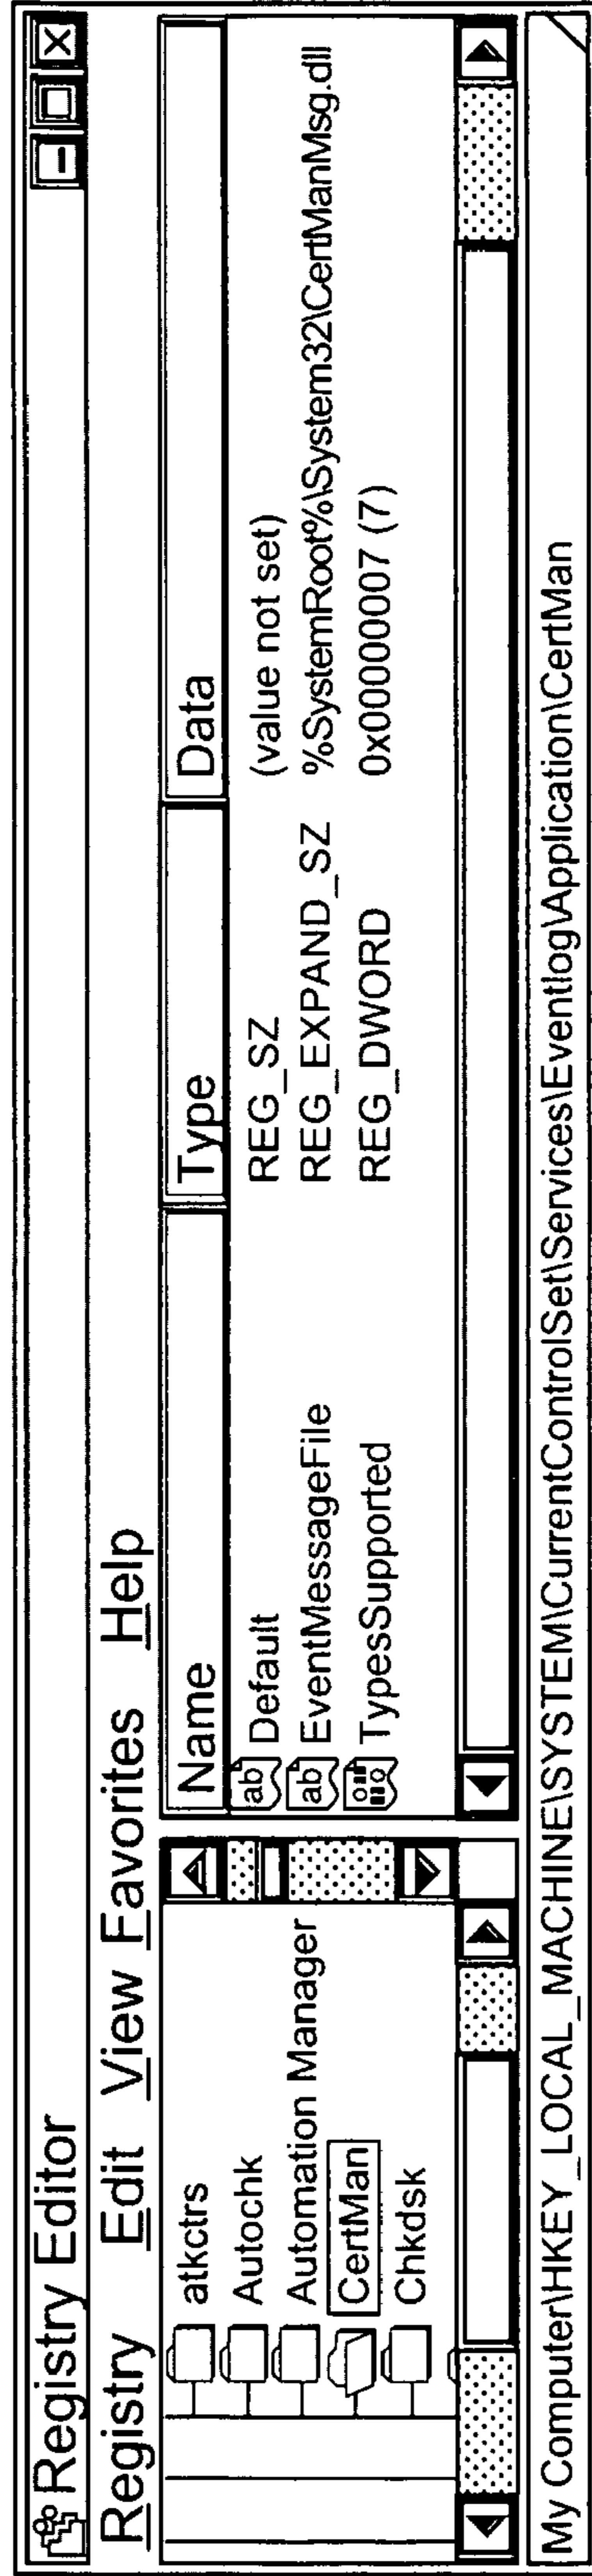 Registry Editor
Registry Edit View Favorites Help
atkctrs
Autochk
Automation Manager
CertMan
Chkdsk
Name Type Data
ab Default REG_SZ (value not set)
ab EventMessageFile REG_EXPAND_SZ %SystemRoot%\System32\CertManMsg.dll
TypesSupported REG_DWORD 0x00000007 (7)
My Computer\HKEY_LOCAL_MACHINE\SYSTEM\CurrentControlSet\Services\Eventlog\Application\CertMan